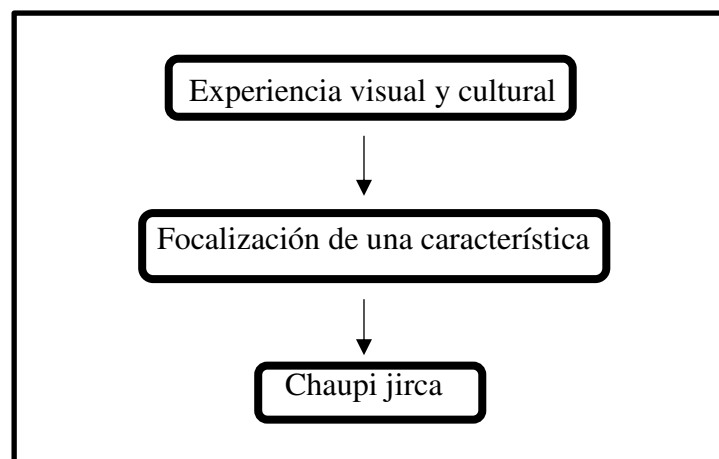 Experiencia visual y cultural
Focalización de una característica
Chaupi jirca